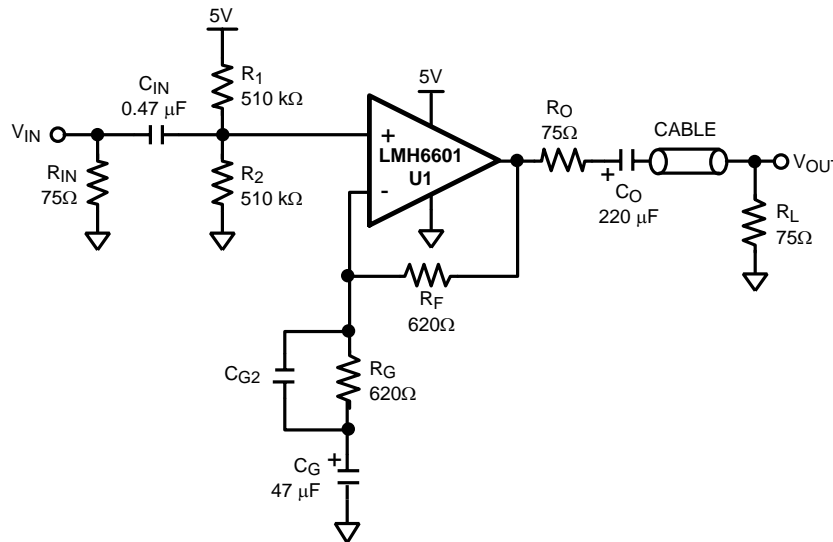 5V
R1
510 kΩ
CIN
0.47 µF
5V
VIN
RIN
75Ω
R2
510 kΩ
+
LMH6601
U1
-
RO
75Ω
CABLE
+
CO
220 µF
VOUT
RL
75Ω
RF
620Ω
CG2
RG
620Ω
CG
+
47 µF